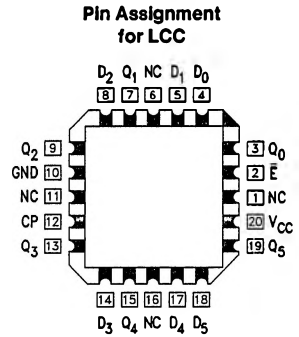 Pin Assignment
for LCC
D2 Q1 NC D1 D0
8 7 6 5 4
Q2 9
GND 10
NC 11
CP 12
Q3 13
3 Q0
2 E̅
1 NC
20 VCC
19 Q5
14 15 16 17 18
D3 Q4 NC D4 D5